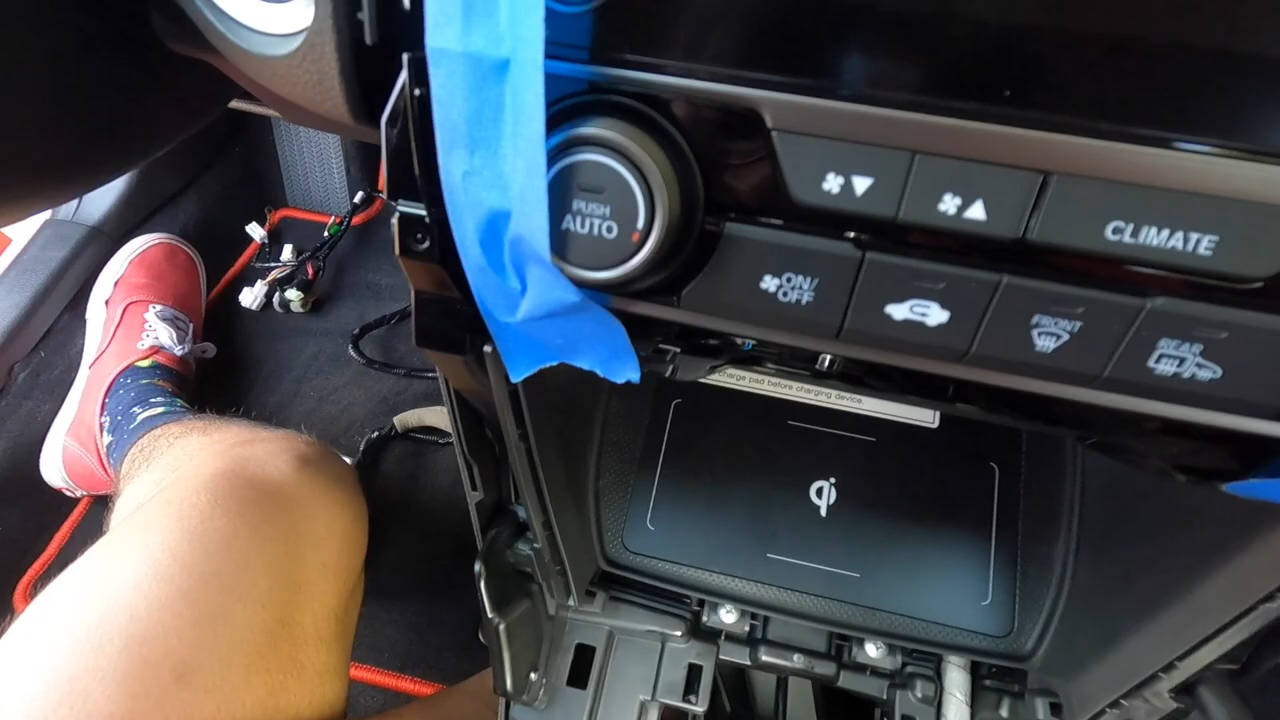 PUSH
AUTO
CLIMATE
ON/
OFF
FRONT
REAR
charge pad before charging device.
qi